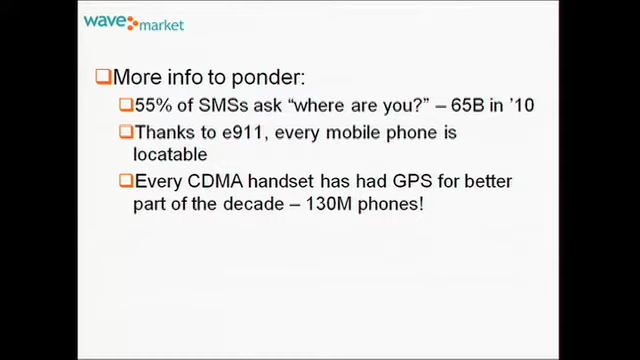 wave market
More info to ponder:
55% of SMSs ask “where are you?” – 65B in ’10
Thanks to e911, every mobile phone is
locatable
Every CDMA handset has had GPS for better
part of the decade – 130M phones!